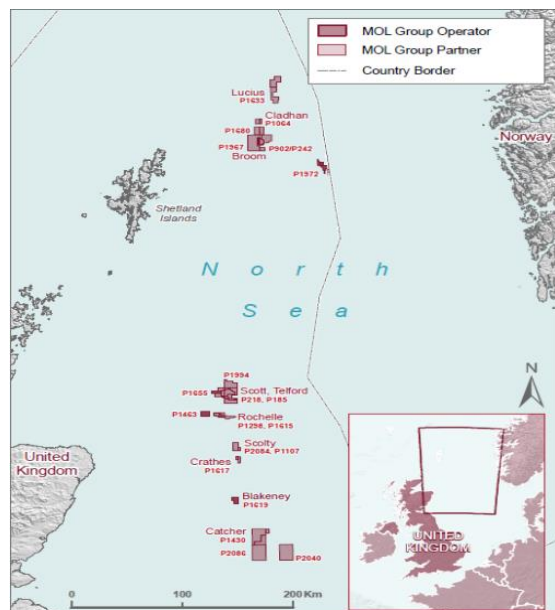 MOL Group Operator
MOL Group Partner
Country Border
Lucius
P1633
Cladhan
P1064
P1680
P1967
P902/P242
Broom
P1972
Norway
Shetland
Islands
North
Sea
P1994
P1655
Scott, Telford
P218, P185
P1463
Rochelle
P1298, P1615
Scolty
P2084, P1107
Crathes
P1617
United
Kingdom
Blakeney
P1619
Catcher
P1430
P2086
P2040
N
UNITED
KINGDOM
0 100 200 Km